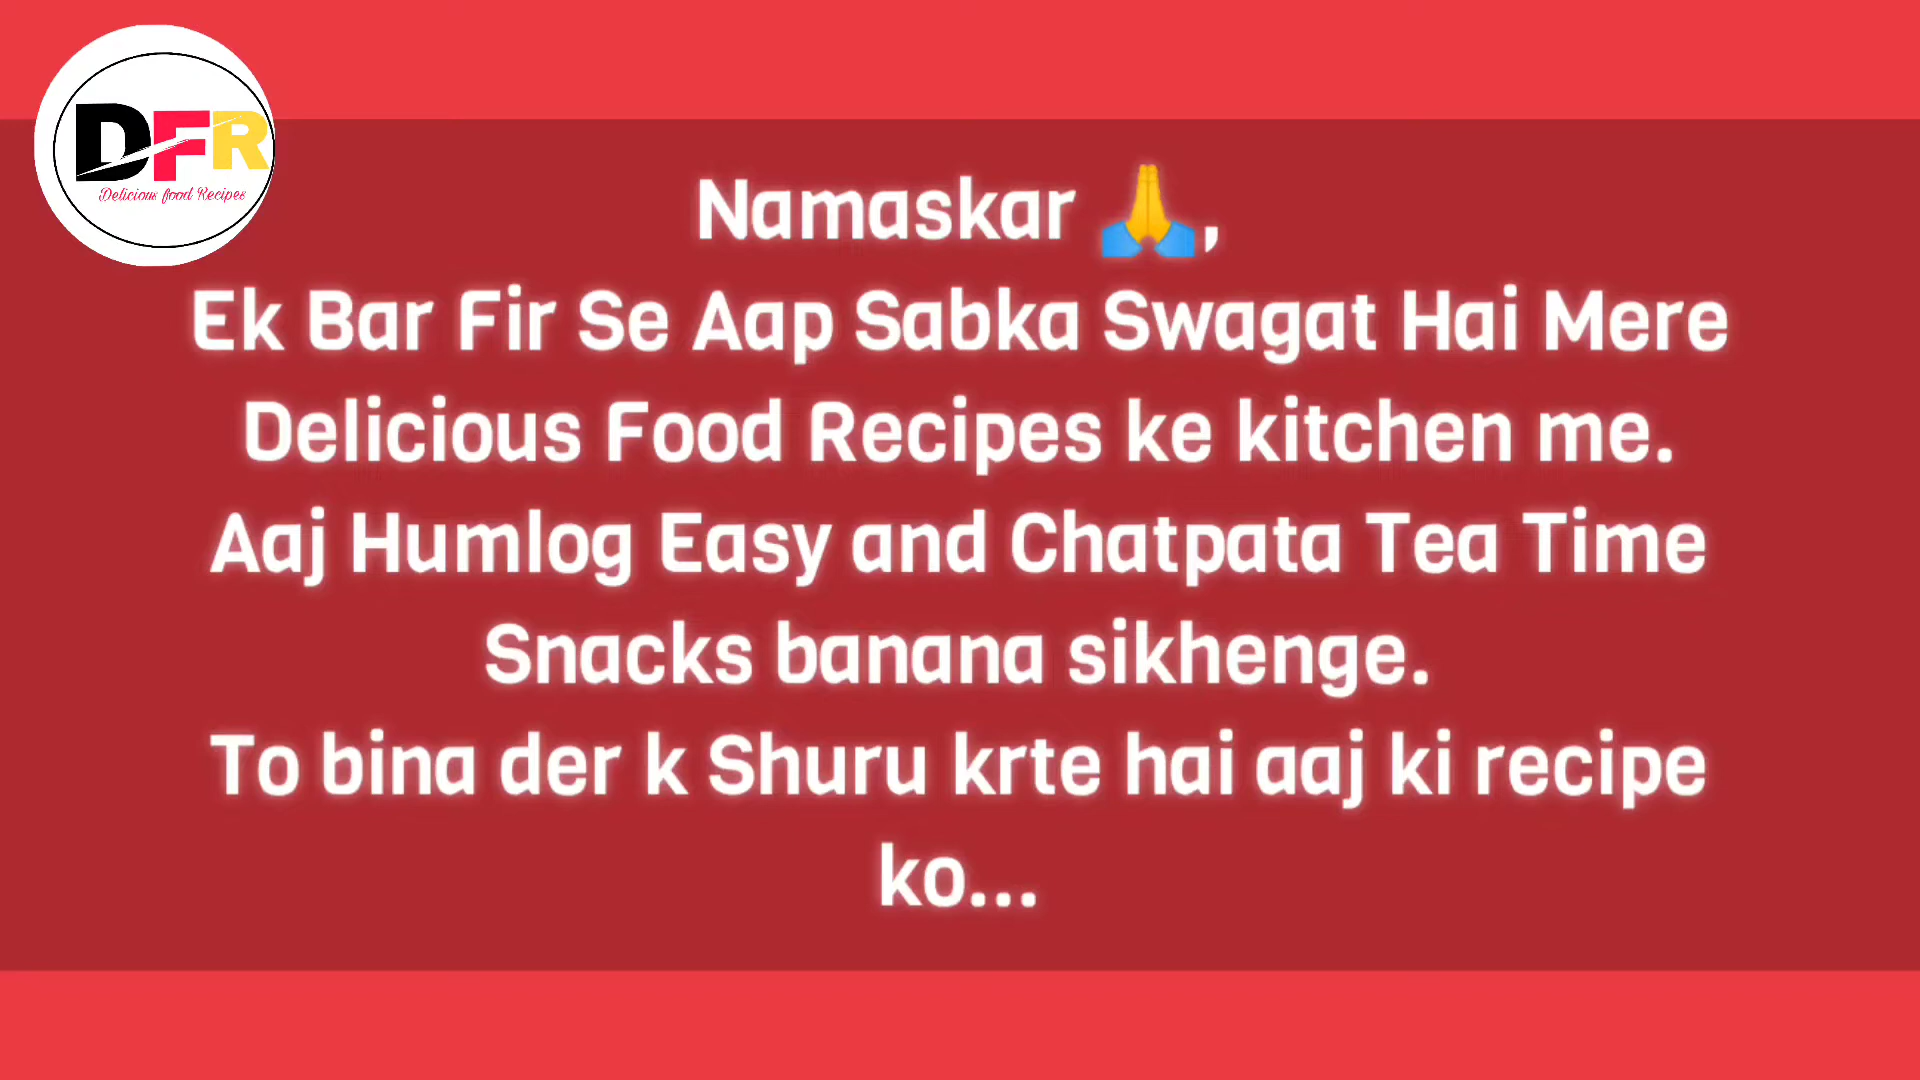 DFR
Delicious food Recipes
Namaskar 🙏,
Ek Bar Fir Se Aap Sabka Swagat Hai Mere
Delicious Food Recipes ke kitchen me.
Aaj Humlog Easy and Chatpata Tea Time
Snacks banana sikhenge.
To bina der k Shuru krte hai aaj ki recipe
ko...